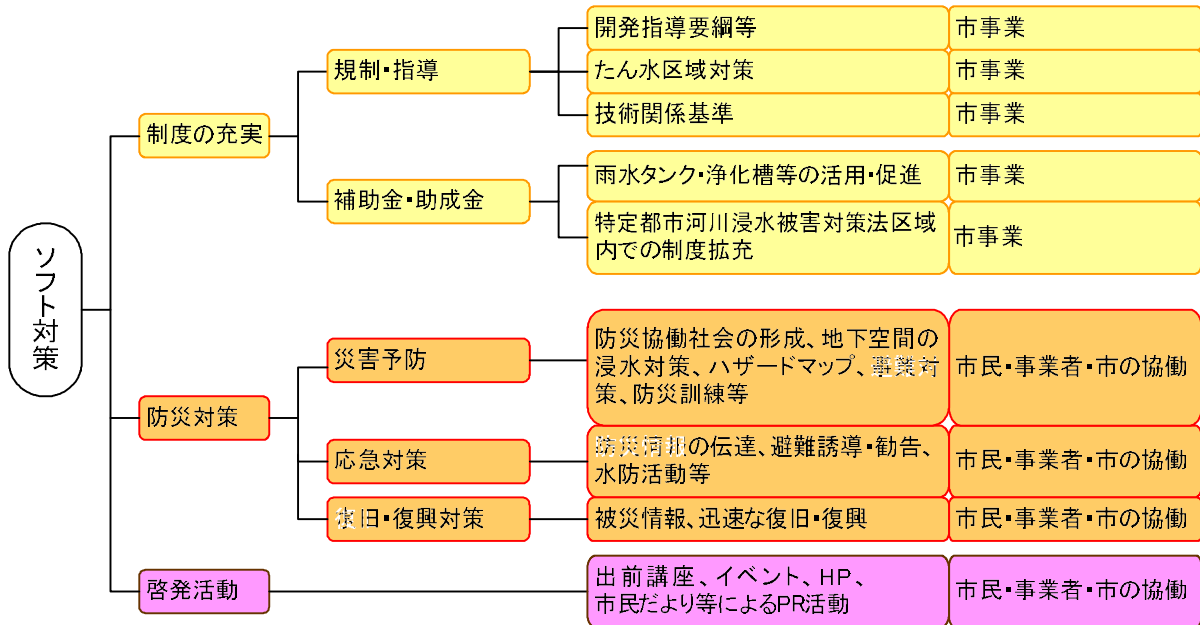 ソフト対策
制度の充実
規制・指導
開発指導要綱等
市事業
たん水区域対策
市事業
技術関係基準
市事業
補助金・助成金
雨水タンク・浄化槽等の活用・促進
市事業
特定都市河川浸水被害対策法区域
内での制度拡充
市事業
防災対策
災害予防
防災協働社会の形成、地下空間の
浸水対策、ハザードマップ、避難対
策、防災訓練等
市民・事業者・市の協働
応急対策
防災情報の伝達、避難誘導・勧告、
水防活動等
市民・事業者・市の協働
復旧・復興対策
被災情報、迅速な復旧・復興
市民・事業者・市の協働
啓発活動
出前講座、イベント、HP、
市民だより等によるPR活動
市民・事業者・市の協働